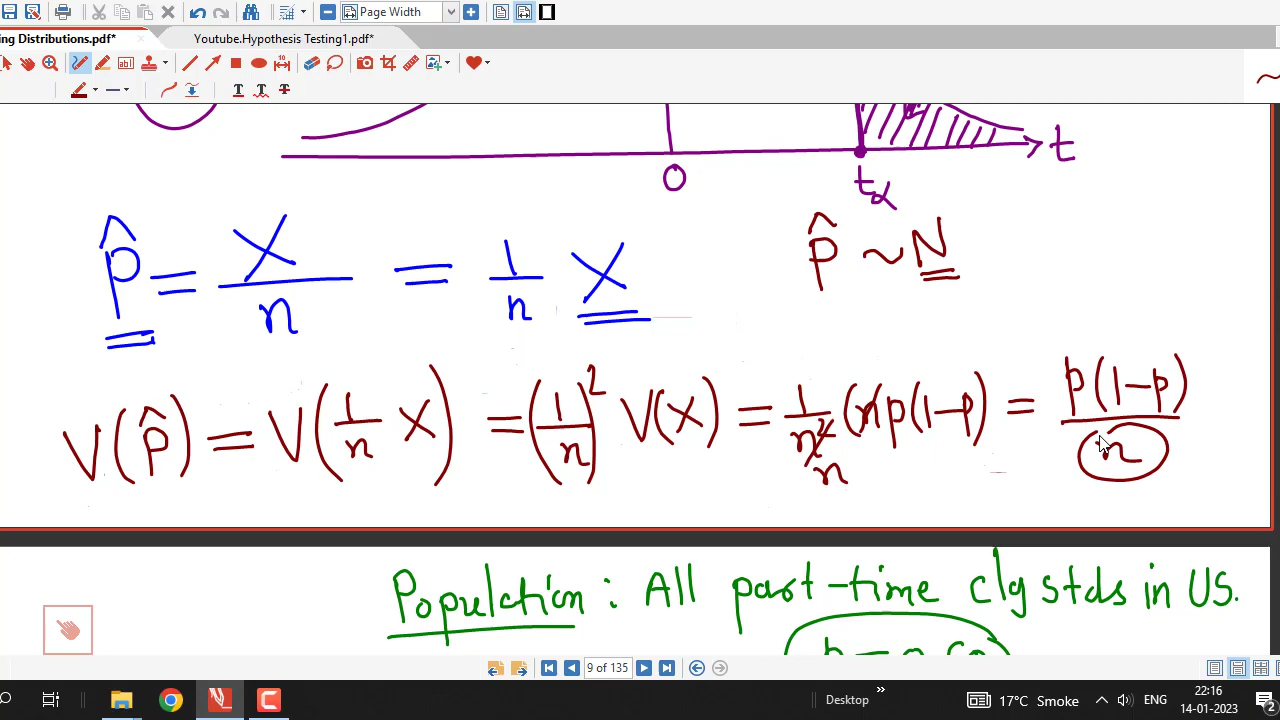 Page Width
ing Distributions.pdf*
Youtube.Hypothesis Testing1.pdf*
0
t
tα
p̂ = X/n = 1/n X
p̂ ~ N
V(p̂) = V(1/n X) = (1/n)² V(X) = 1/n² (np(1-p) = p(1-p)/n
n
Population : All part-time clg stds in US.
9 of 135
Desktop
»
17°C Smoke
ENG
22:16
14-01-2023
2